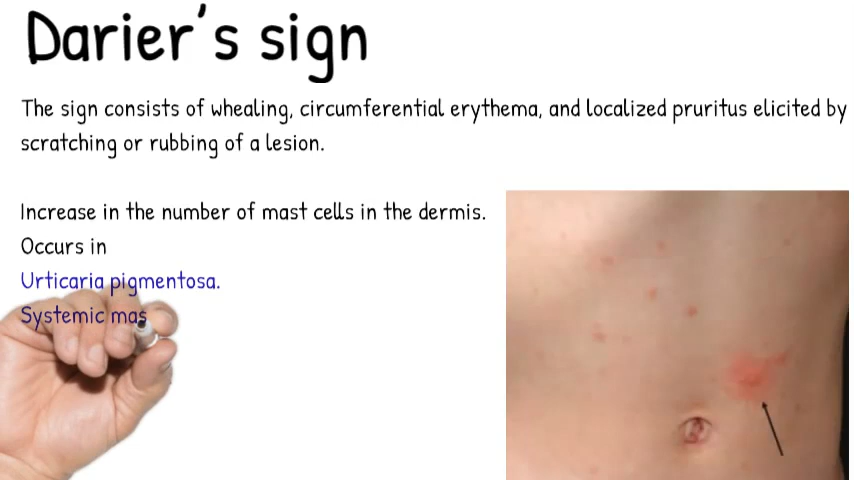 Darier's sign
The sign consists of whealing, circumferential erythema, and localized pruritus elicited by
scratching or rubbing of a lesion.
Increase in the number of mast cells in the dermis.
Occurs in
Urticaria pigmentosa.
Systemic mas